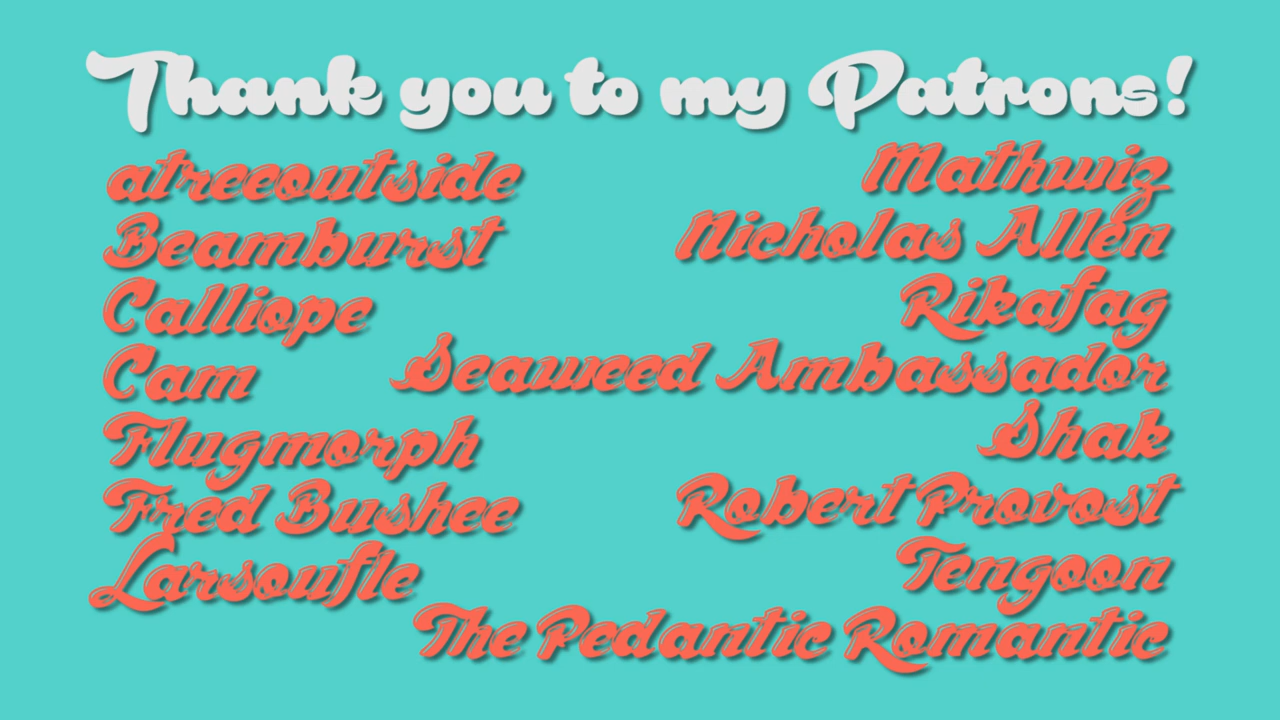 Thank you to my Patrons!
atreeoutside
Beamburst
Calliope
Cam
Flugmorph
Fred Bushee
Larsoufle
Mathwiz
Nicholas Allen
Rikafag
Seaweed Ambassador
Shak
Robert Provost
Tengoon
The Pedantic Romantic